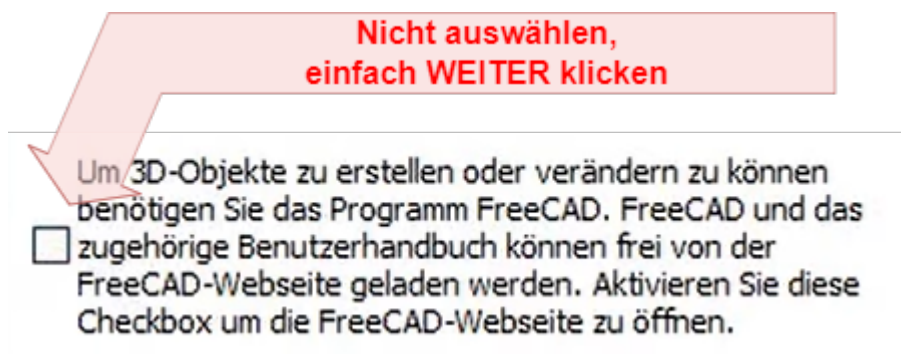 Nicht auswählen,
einfach WEITER klicken
Um 3D-Objekte zu erstellen oder verändern zu können
benötigen Sie das Programm FreeCAD. FreeCAD und das
zugehörige Benutzerhandbuch können frei von der
FreeCAD-Webseite geladen werden. Aktivieren Sie diese
Checkbox um die FreeCAD-Webseite zu öffnen.